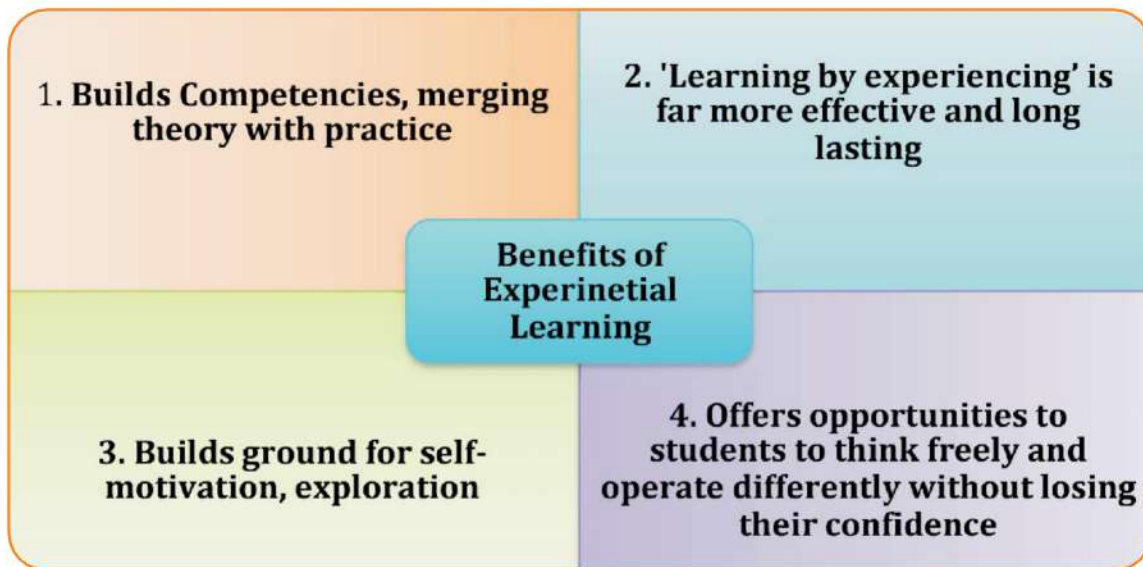 1. Builds Competencies, merging
theory with practice
2. 'Learning by experiencing’ is
far more effective and long
lasting
Benefits of
Experinetial
Learning
3. Builds ground for self-
motivation, exploration
4. Offers opportunities to
students to think freely and
operate differently without losing
their confidence